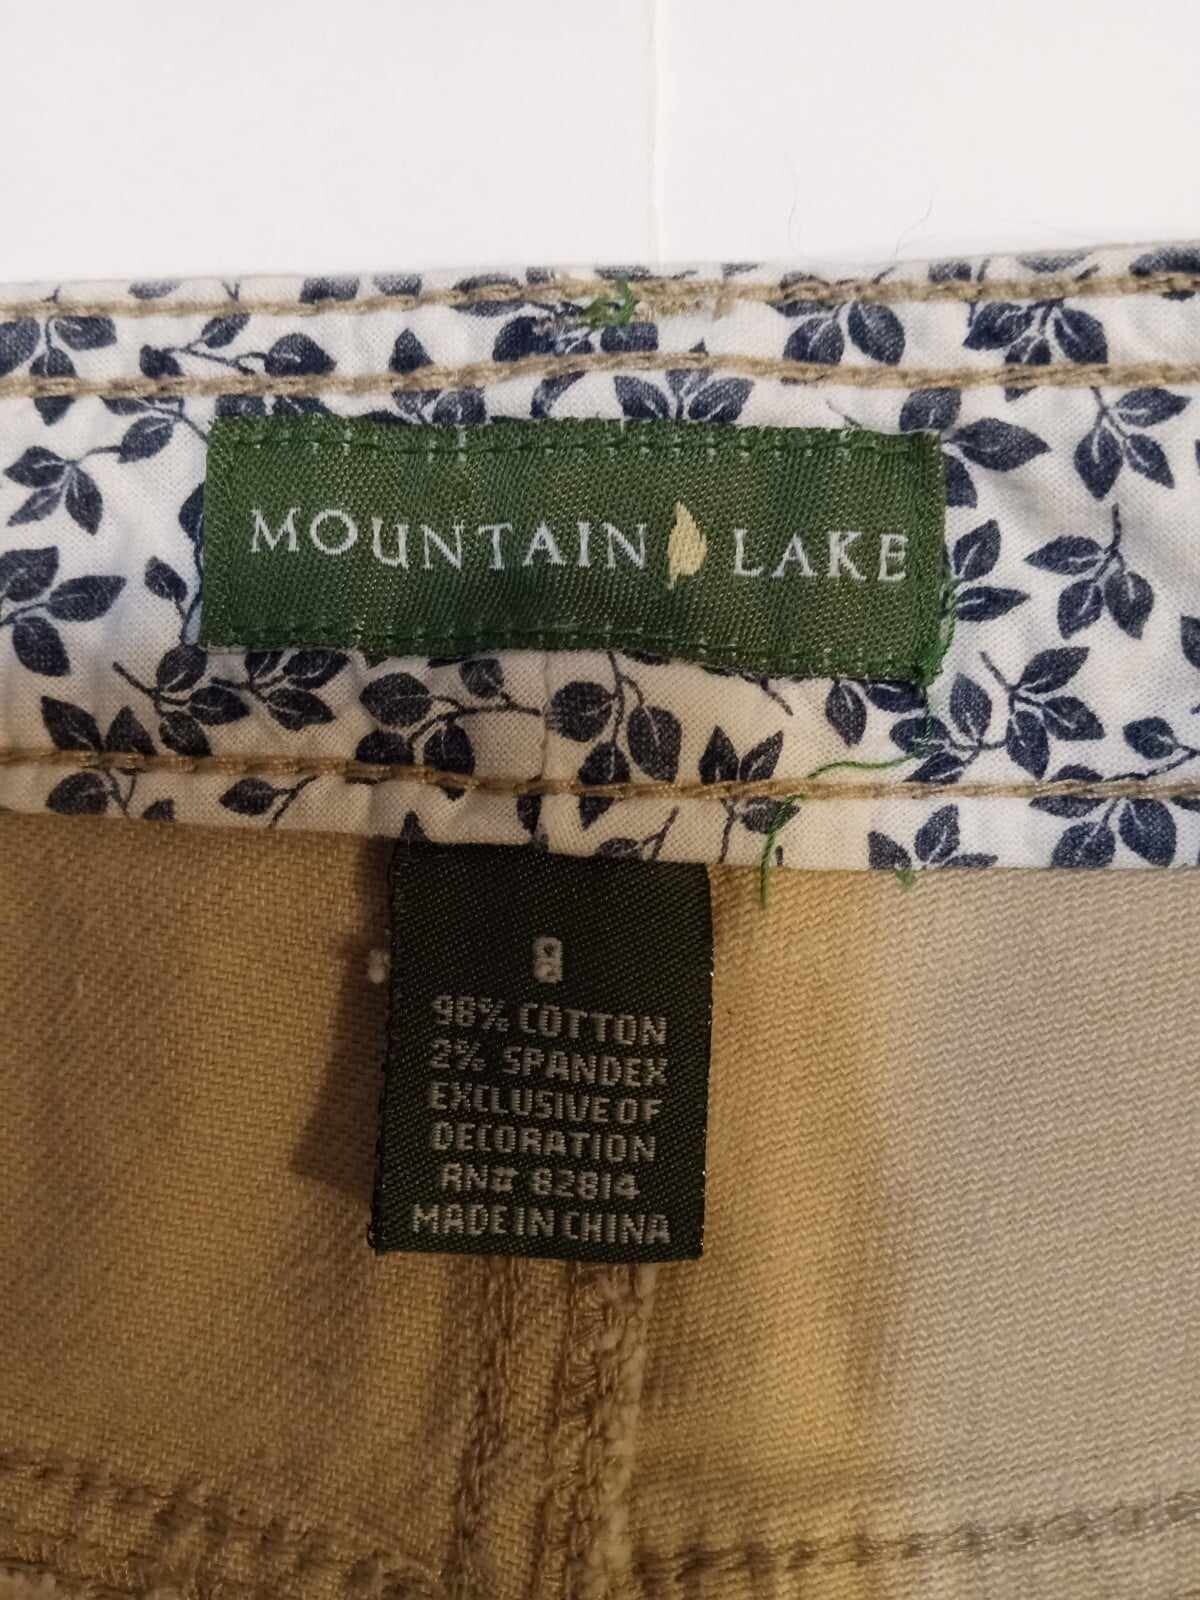 MOUNTAIN LAKE
8
98% COTTON
2% SPANDEX
EXCLUSIVE OF
DECORATION
RN# 82814
MADE IN CHINA